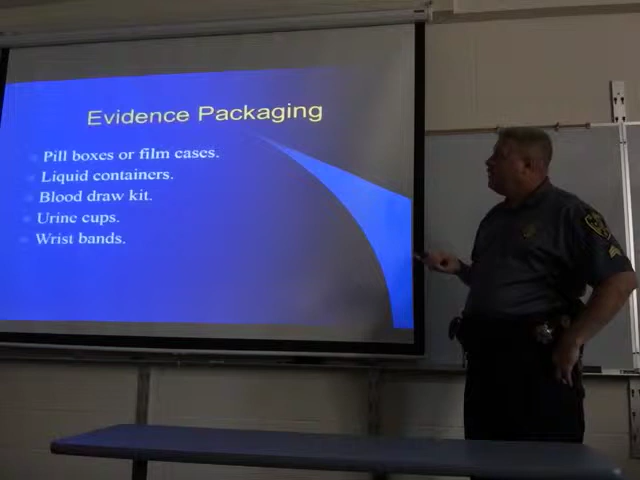 Evidence Packaging
Pill boxes or film cases.
Liquid containers.
Blood draw kit.
Urine cups.
Wrist bands.